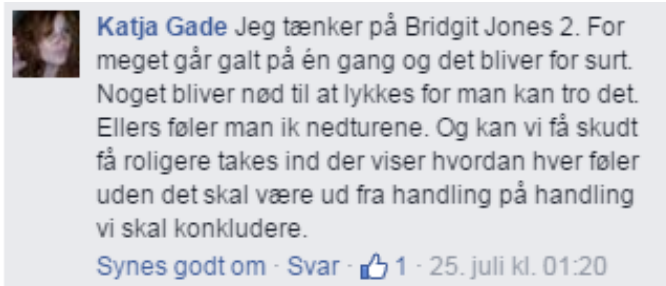 Katja Gade Jeg tænker på Bridgit Jones 2. For
meget går galt på én gang og det bliver for surt.
Noget bliver nød til at lykkes for man kan tro det.
Ellers føler man ik nedturene. Og kan vi få skudt
få roligere takes ind der viser hvordan hver føler
uden det skal være ud fra handling på handling
vi skal konkludere.
Synes godt om · Svar · 1 · 25. juli kl. 01:20